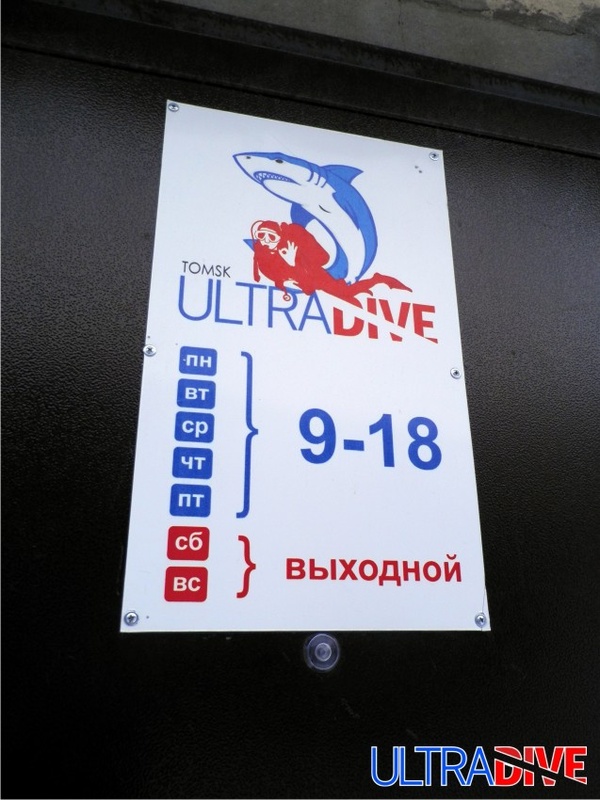 TOMSK
ULTRADIVE
пн
вт
ср
чт
пт
9-18
сб
вс
выходной
ULTRADIVE